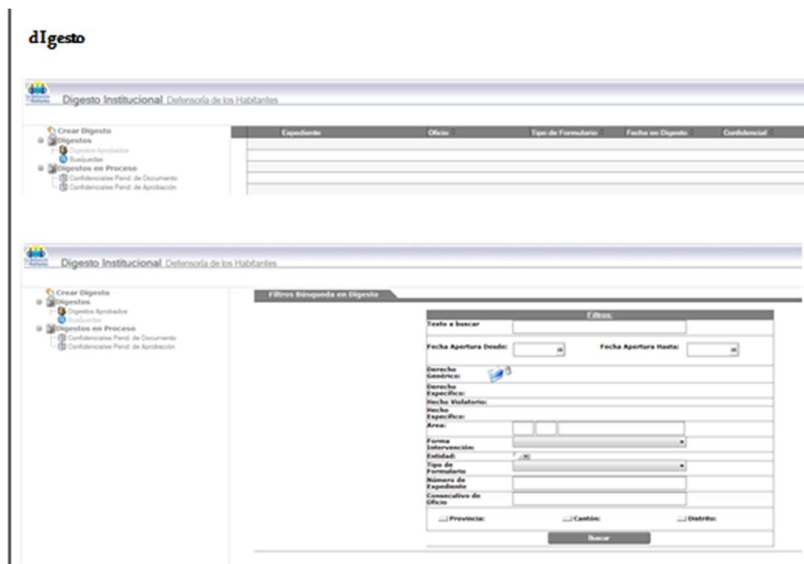 dIgesto
Digesto Institucional Defensoría de los Habitantes
Crear Digesto
Digestos
Digestos Aprobados
Busquedas
Digestos en Proceso
Confidenciales Pend. de Documento
Confidenciales Pend. de Aprobación
Expediente Oficio Tipo de Formulario Fecha en Digesto Confidencial
Digesto Institucional Defensoría de los Habitantes
Crear Digesto
Digestos
Digestos Aprobados
Busquedas
Digestos en Proceso
Confidenciales Pend. de Documento
Confidenciales Pend. de Aprobación
Filtros Búsqueda en Digesto
Filtros:
Texto a buscar
Fecha Apertura Desde: Fecha Apertura Hasta:
Derecho
Genérico:
Derecho
Específico:
Hecho Violatorio:
Hecho
Específico:
Area:
Forma
Intervención:
Entidad:
Tipo de
Formulario
Número de
Expediente
Consecutivo de
Oficio
Provincia: Cantón: Distrito:
Buscar